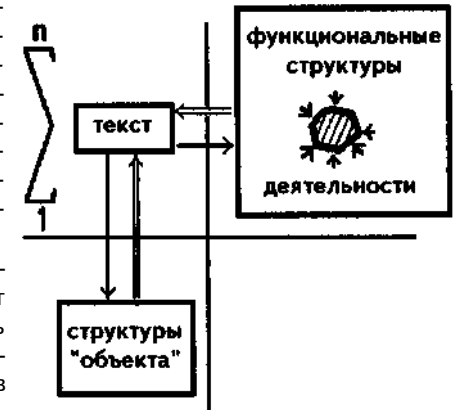 n
функциональные
структуры
текст
деятельности
1
структуры
"объекта"